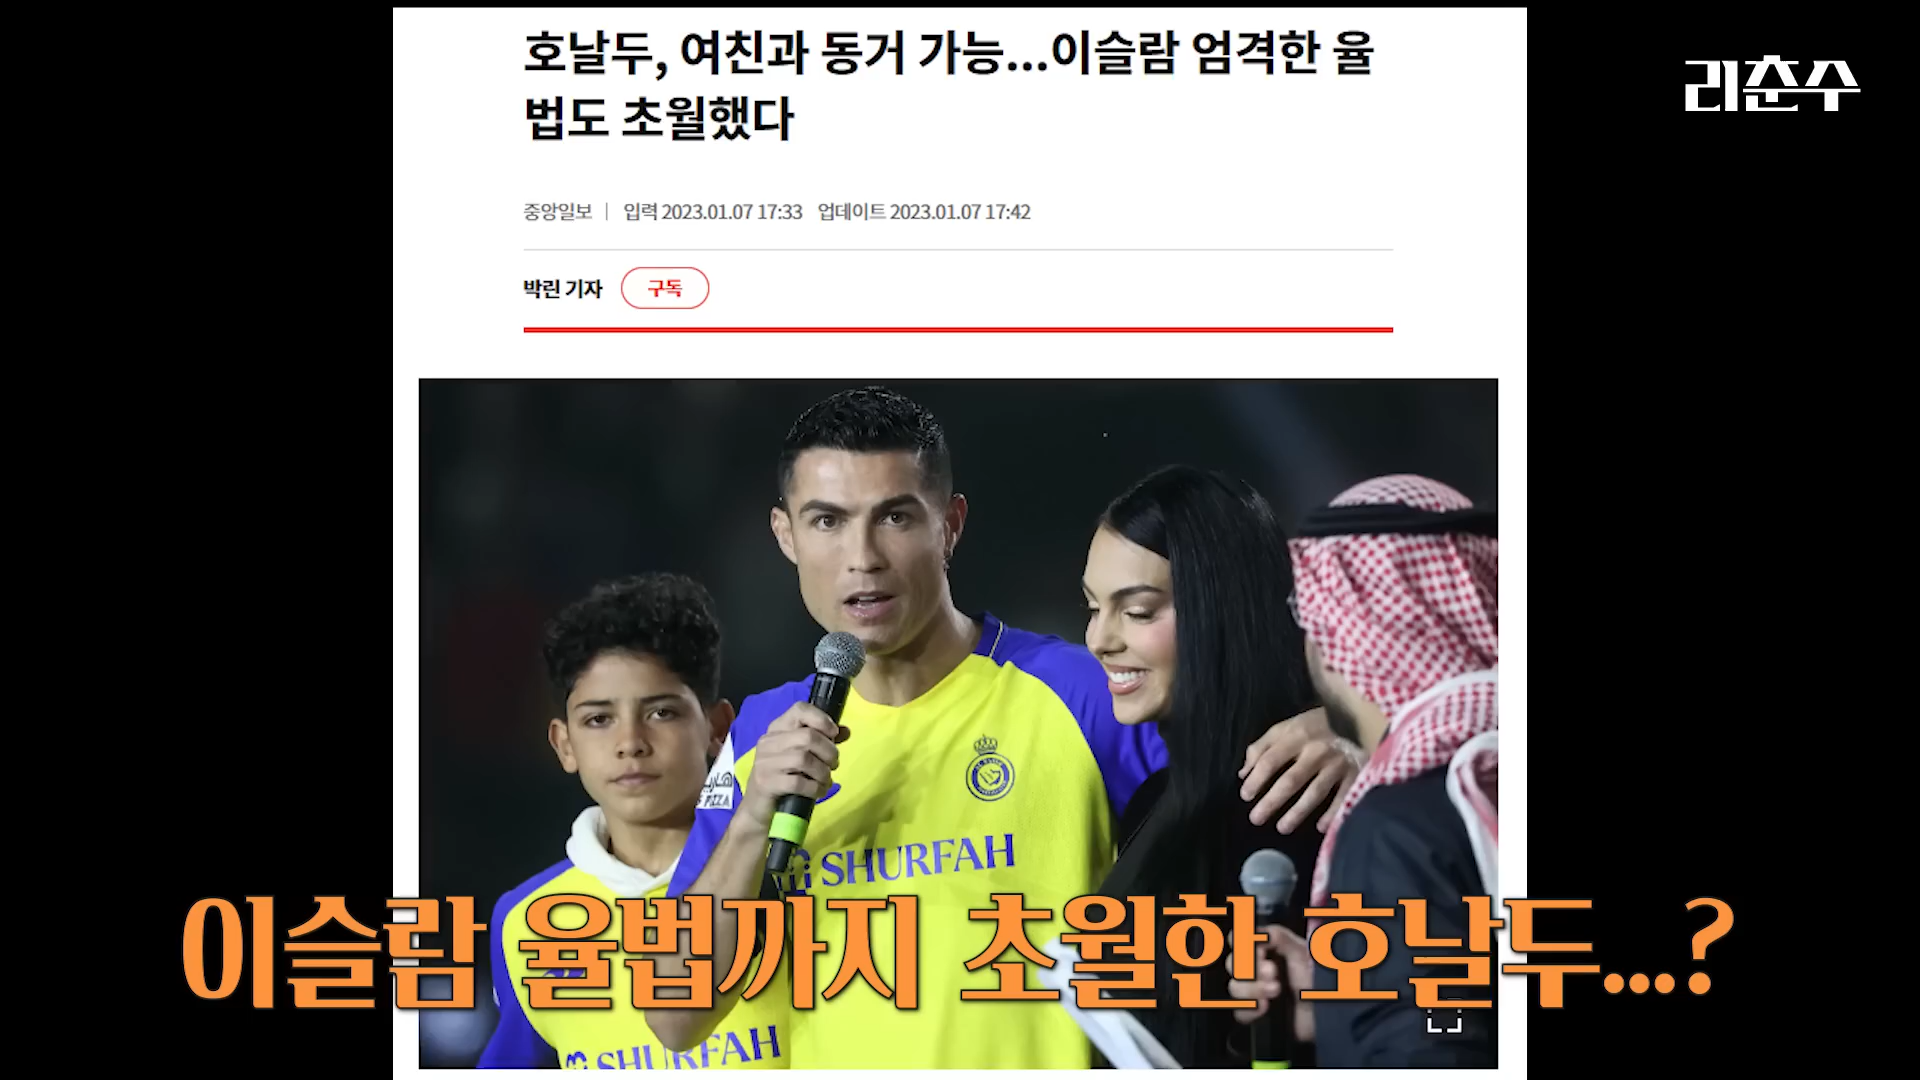 호날두, 여친과 동거 가능...이슬람 엄격한 율
법도 초월했다
리춘수
중앙일보 | 입력 2023.01.07 17:33 업데이트 2023.01.07 17:42
박린 기자 구독
PIZZA
SHURFAH
이슬람 율법까지 초월한 호날두...?
SHURFAH